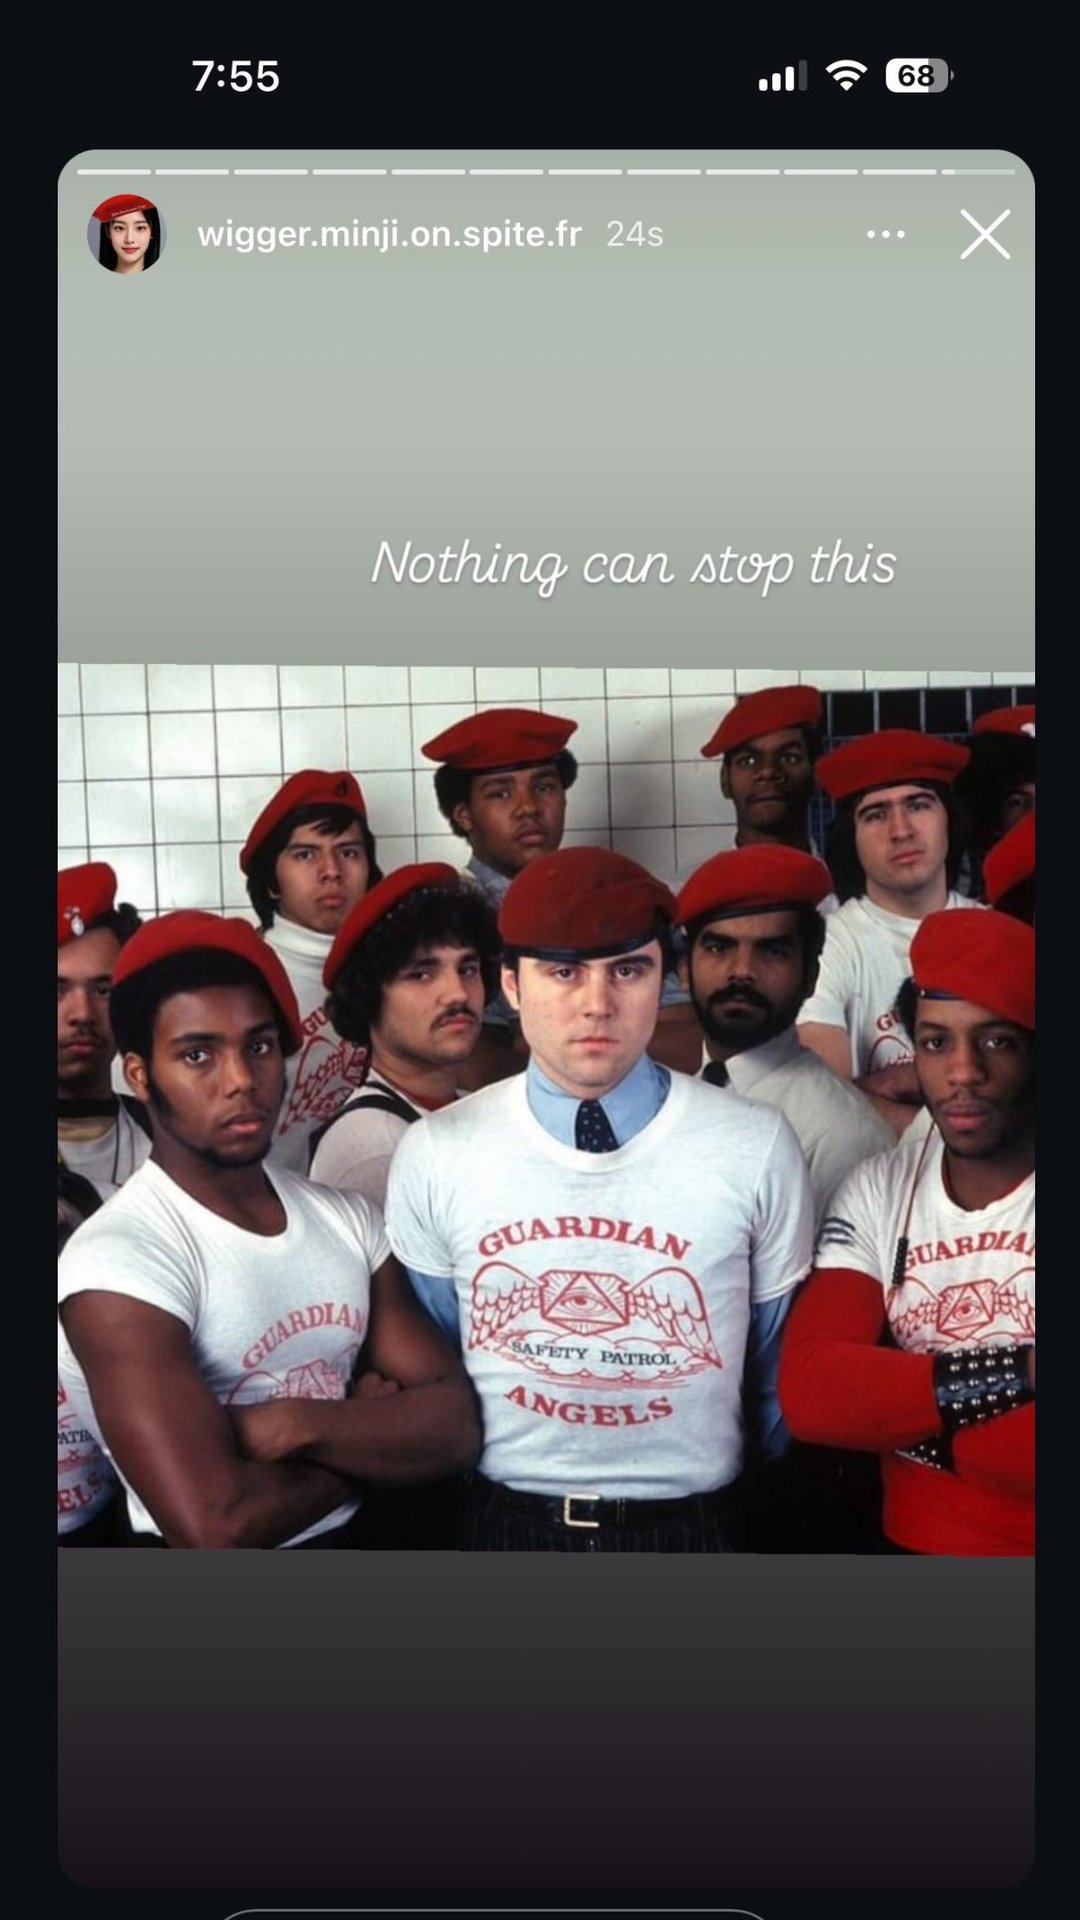 7:55
68
wigger.minji.on.spite.fr 24s
Nothing can stop this
GU
GU
GUARDIAN
SAFETY PATROL
ANGELS
GUARDIAN
GUARDIA
PATR
ELS